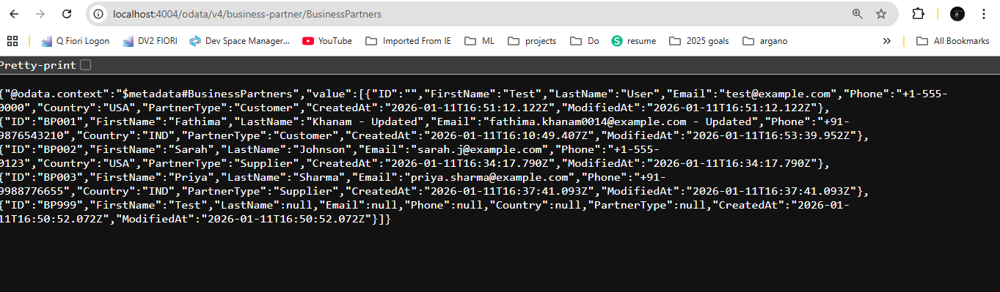 localhost:4004/odata/v4/business-partner/BusinessPartners
Q Fiori Logon DV2 FIORI Dev Space Manager... YouTube Imported From IE ML projects Do S resume 2025 goals argano » All Bookmarks
Pretty-print
{"@odata.context":"$metadata#BusinessPartners","value":[{"ID":"","FirstName":"Test","LastName":"User","Email":"test@example.com","Phone":"+1-555-
0000","Country":"USA","PartnerType":"Customer","CreatedAt":"2026-01-11T16:51:12.122Z","ModifiedAt":"2026-01-11T16:51:12.122Z"},
{"ID":"BP001","FirstName":"Fathima","LastName":"Khanam - Updated","Email":"fathima.khanam0014@example.com - Updated","Phone":"+91-
9876543210","Country":"IND","PartnerType":"Customer","CreatedAt":"2026-01-11T16:10:49.407Z","ModifiedAt":"2026-01-11T16:53:39.952Z"},
{"ID":"BP002","FirstName":"Sarah","LastName":"Johnson","Email":"sarah.j@example.com","Phone":"+1-555-
0123","Country":"USA","PartnerType":"Supplier","CreatedAt":"2026-01-11T16:34:17.790Z","ModifiedAt":"2026-01-11T16:34:17.790Z"},
{"ID":"BP003","FirstName":"Priya","LastName":"Sharma","Email":"priya.sharma@example.com","Phone":"+91-
9988776655","Country":"IND","PartnerType":"Supplier","CreatedAt":"2026-01-11T16:37:41.093Z","ModifiedAt":"2026-01-11T16:37:41.093Z"},
{"ID":"BP999","FirstName":"Test","LastName":null,"Email":null,"Phone":null,"Country":null,"PartnerType":null,"CreatedAt":"2026-01-
11T16:50:52.072Z","ModifiedAt":"2026-01-11T16:50:52.072Z"}]}